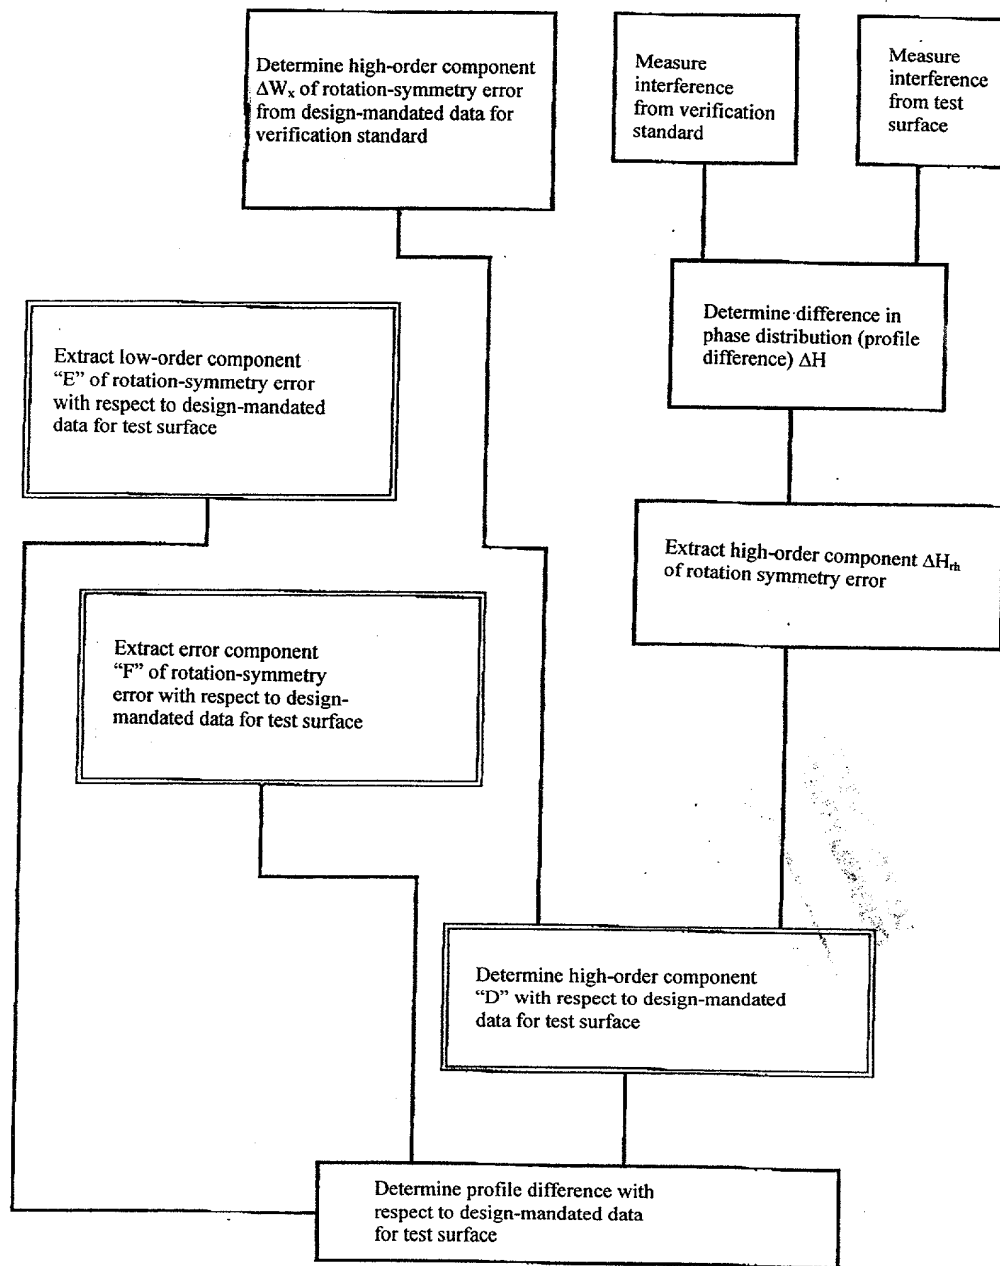 Determine high-order component
ΔWx of rotation-symmetry error
from design-mandated data for
verification standard
Measure
interference
from verification
standard
Measure
interference
from test
surface
Determine difference in
phase distribution (profile
difference) ΔH
Extract low-order component
“E” of rotation-symmetry error
with respect to design-mandated
data for test surface
Extract high-order component ΔHrh
of rotation symmetry error
Extract error component
“F” of rotation-symmetry
error with respect to design-
mandated data for test surface
Determine high-order component
“D” with respect to design-mandated
data for test surface
Determine profile difference with
respect to design-mandated data
for test surface